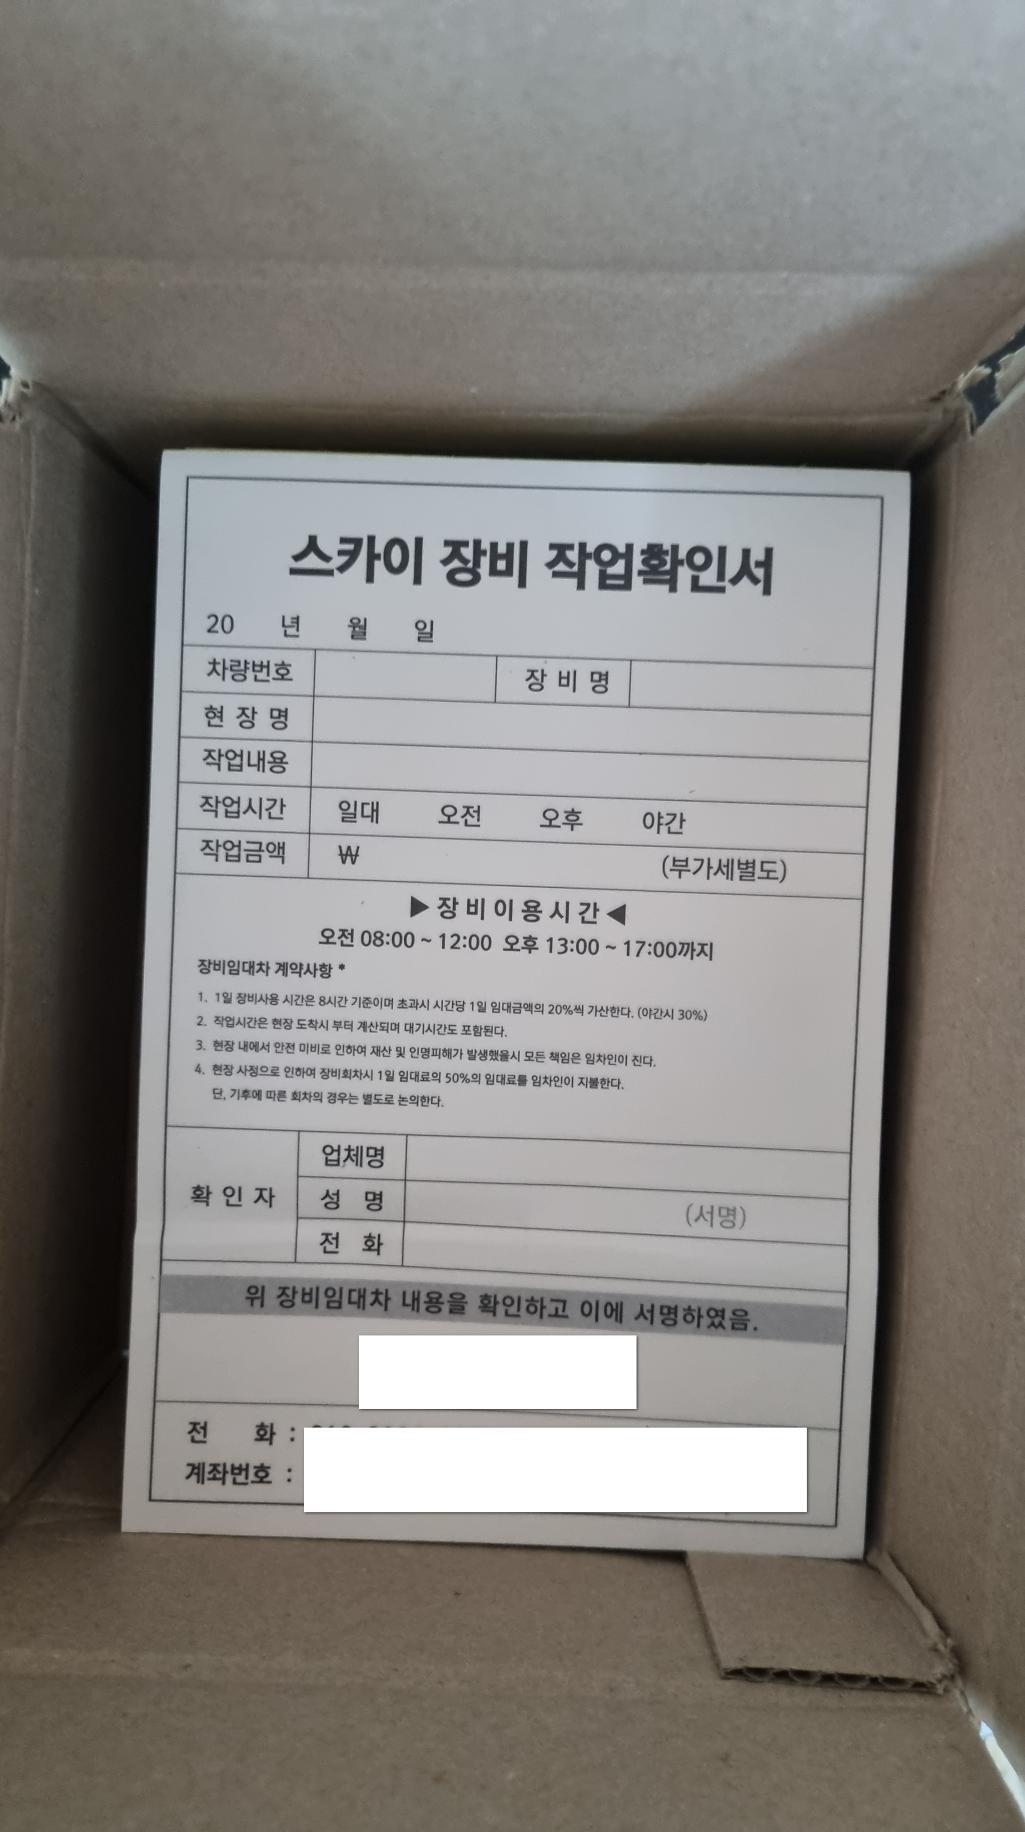 스카이 장비 작업확인서
20 년 월 일
차량번호 장비명
현장명
작업내용
작업시간 일대 오전 오후 야간
작업금액 ₩ (부가세별도)
▶장비이용시간◀
오전 08:00 ~ 12:00 오후 13:00 ~ 17:00까지
장비임대차 계약사항 *
1. 1일 장비사용 시간은 8시간 기준이며 초과시 시간당 1일 임대금액의 20%씩 가산한다. (야간시 30%)
2. 작업시간은 현장 도착시 부터 계산되며 대기시간도 포함된다.
3. 현장 내에서 안전 미비로 인하여 재산 및 인명피해가 발생했을시 모든 책임은 임차인이 진다.
4. 현장 사정으로 인하여 장비회차시 1일 임대료의 50%의 임대료를 임차인이 지불한다.
단, 기후에 따른 회차의 경우는 별도로 논의한다.
확인자
업체명
성명 (서명)
전화
위 장비임대차 내용을 확인하고 이에 서명하였음.
전 화 :
계좌번호 :